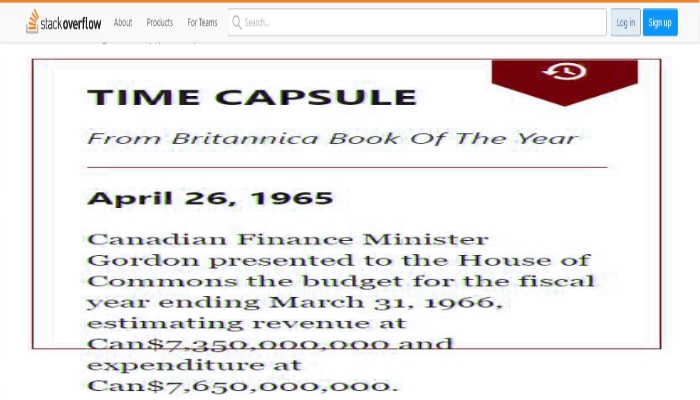 stackoverflow About Products For Teams Search... Log in Sign up
TIME CAPSULE
From Britannica Book Of The Year
April 26, 1965
Canadian Finance Minister
Gordon presented to the House of
Commons the budget for the fiscal
year ending March 31, 1966,
estimating revenue at
Can$7,350,000,000 and
expenditure at
Can$7,650,000,000.